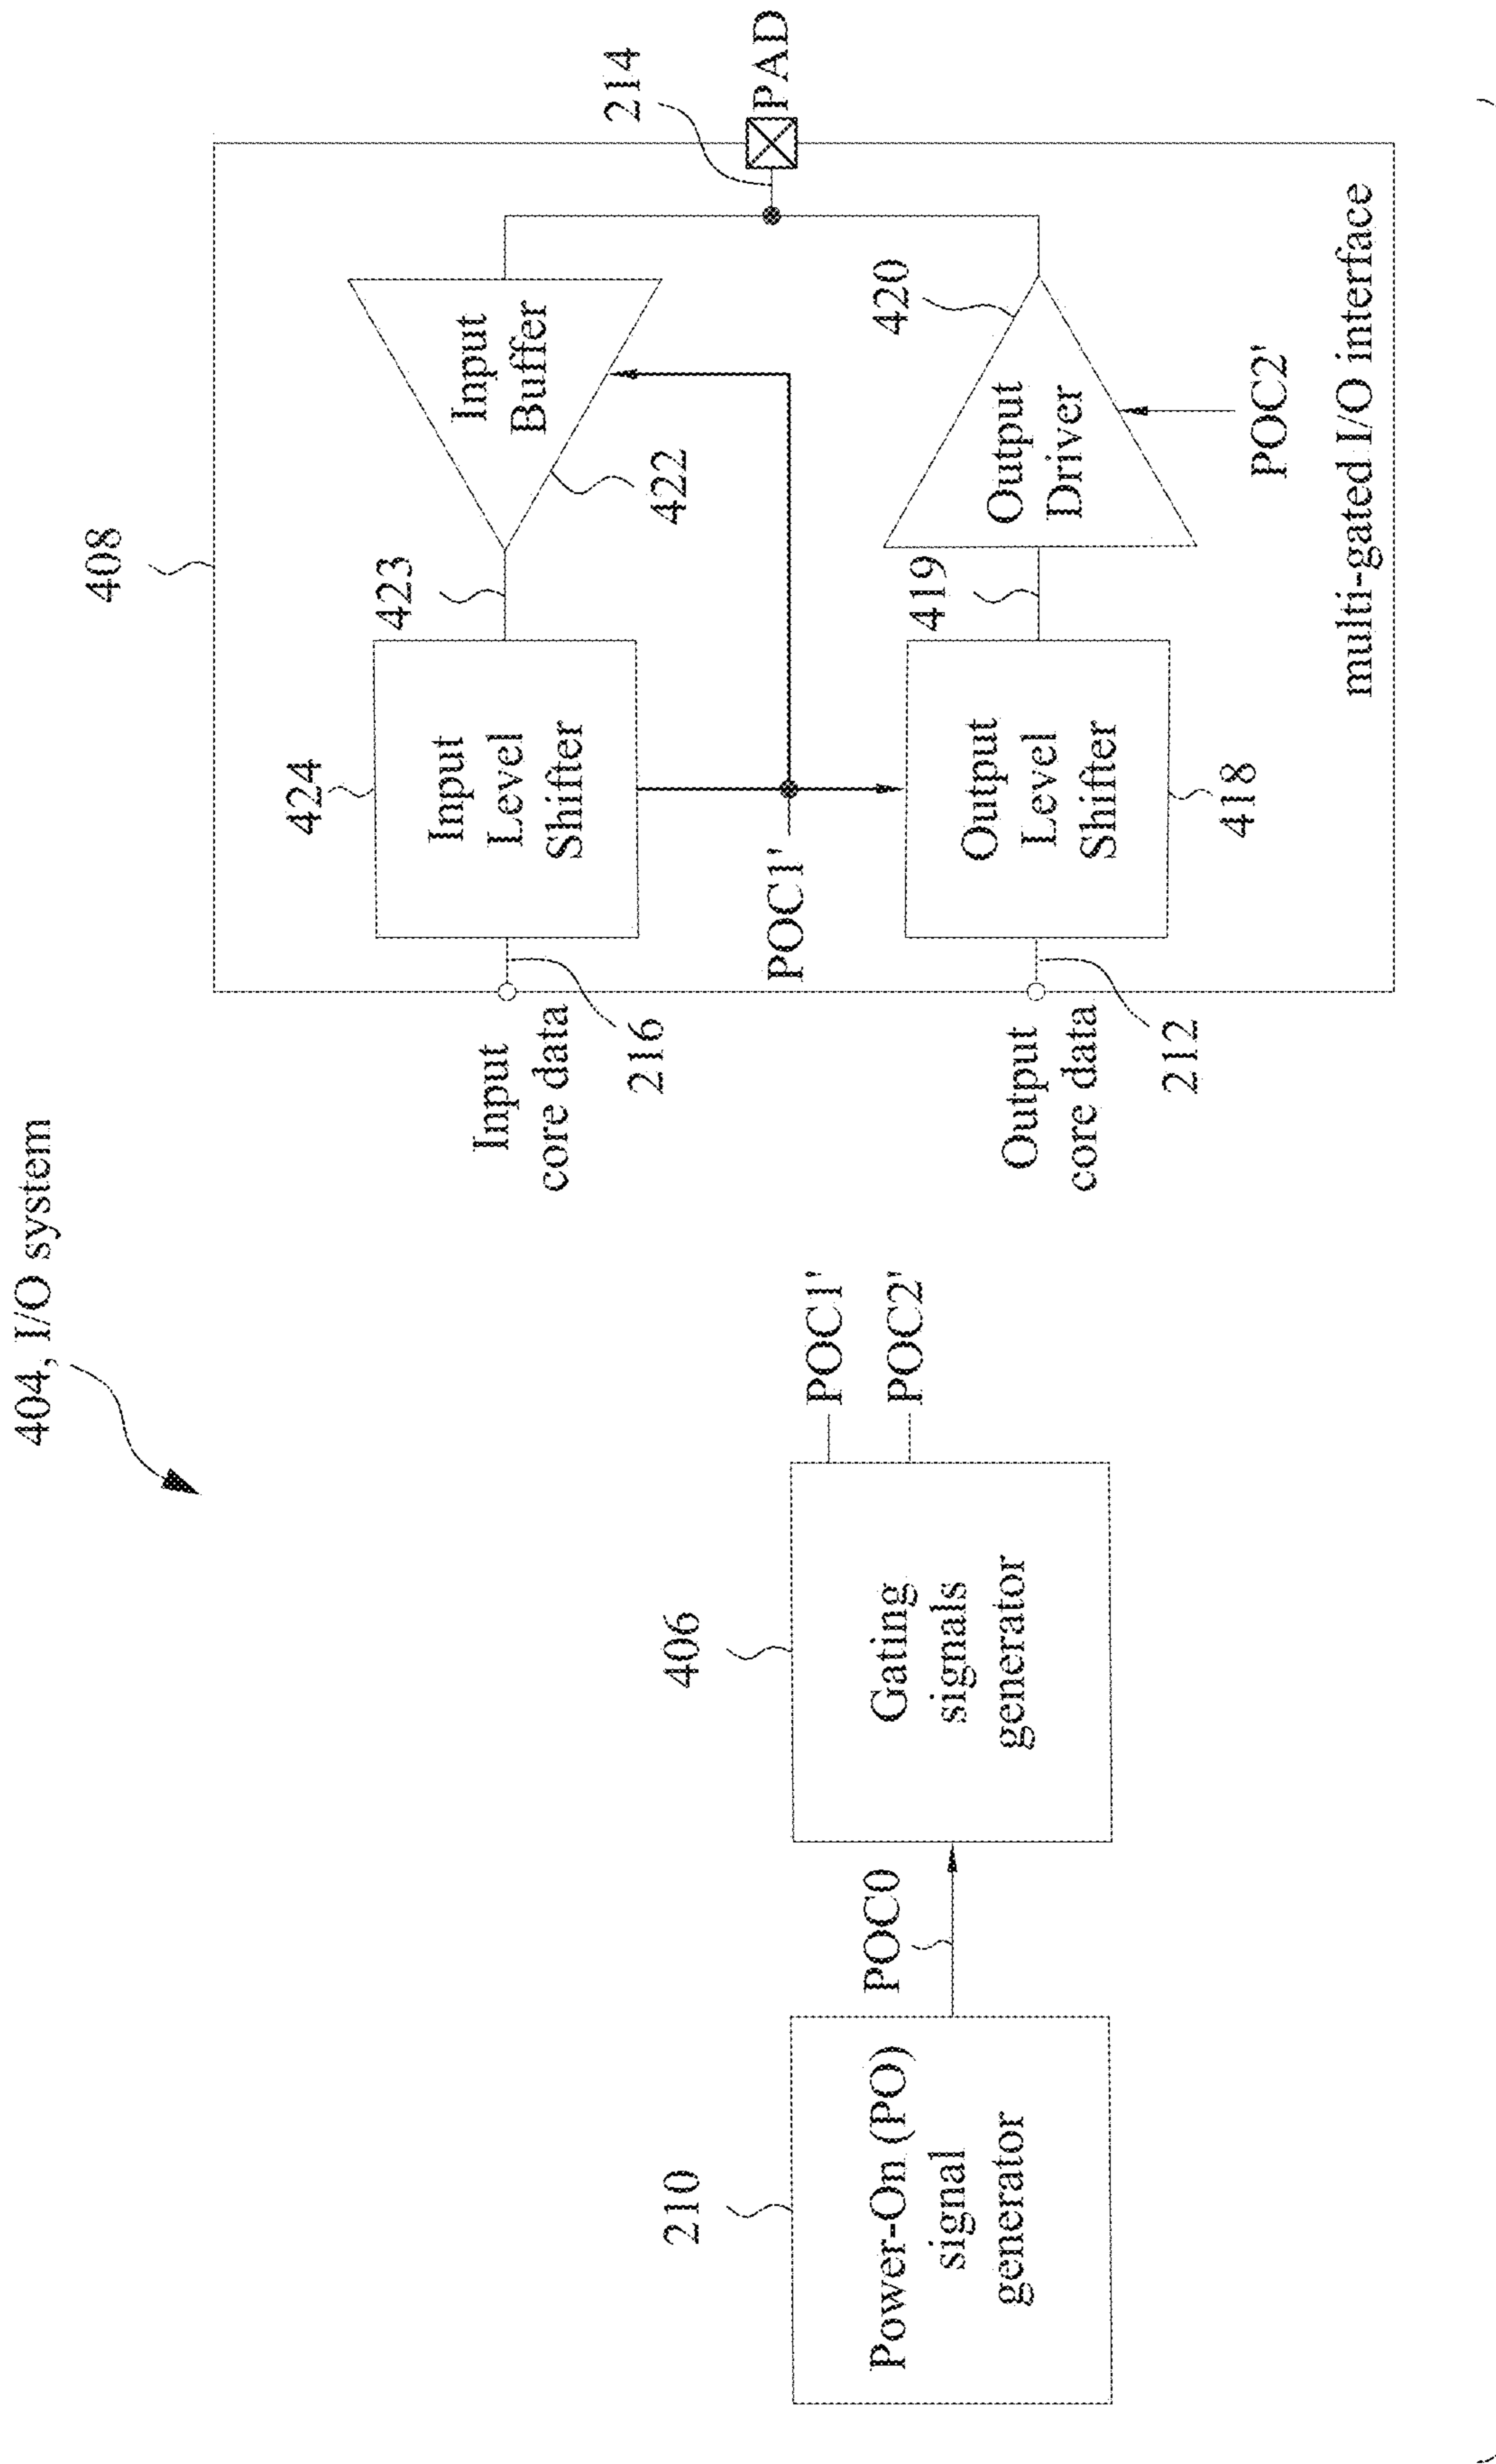 404, I/O system
210
Power-On (PO)
signal
generator
POC0
406
Gating
signals
generator
POC1'
POC2'
408
Input
core data
216
424
Input
Level
Shifter
423
Input
Buffer
422
214
PAD
POC1'
Output
core data
212
Output
Level
Shifter
418
419
Output
Driver
420
POC2'
multi-gated I/O interface